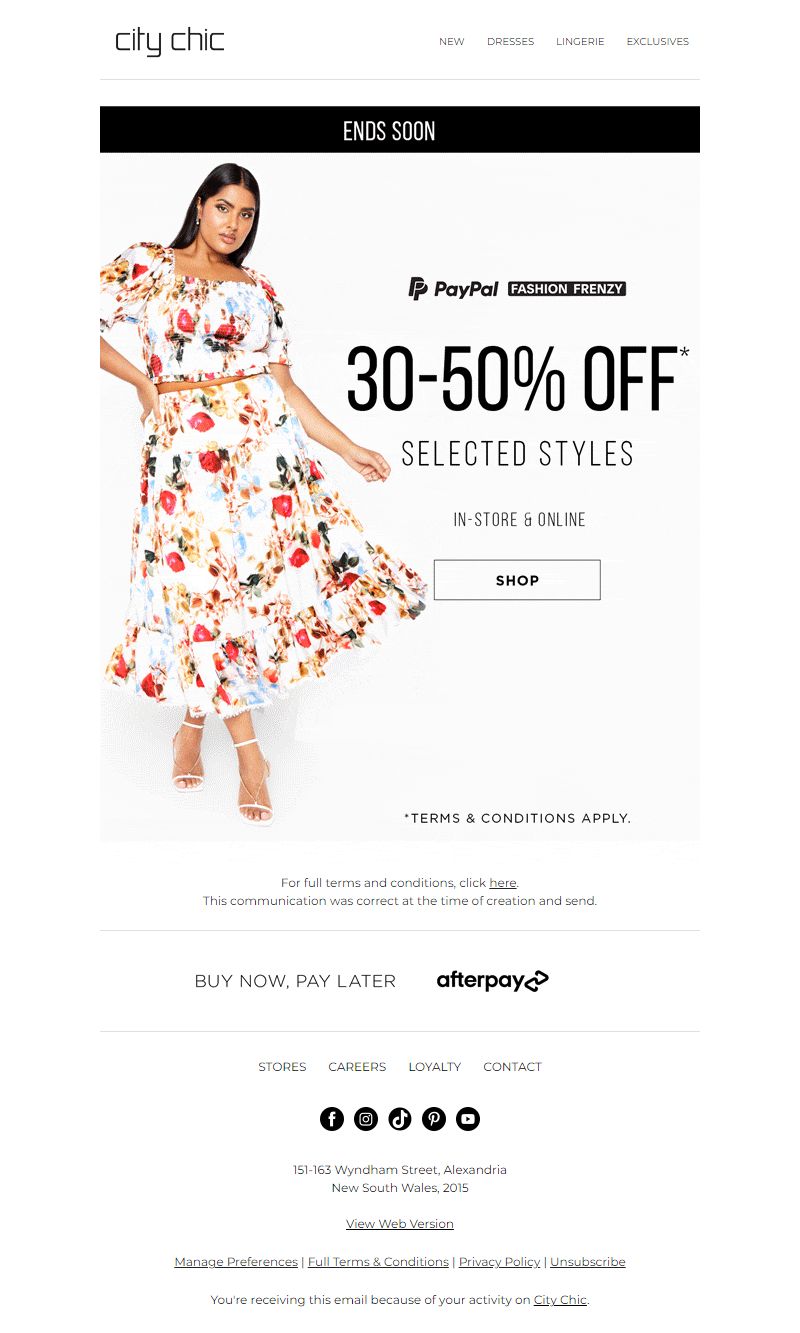 city chic
NEW DRESSES LINGERIE EXCLUSIVES
ENDS SOON
PayPal FASHION FRENZY
30-50% OFF*
SELECTED STYLES
IN-STORE & ONLINE
SHOP
*TERMS & CONDITIONS APPLY.
For full terms and conditions, click here.
This communication was correct at the time of creation and send.
BUY NOW, PAY LATER afterpay
STORES CAREERS LOYALTY CONTACT
151-163 Wyndham Street, Alexandria
New South Wales, 2015
View Web Version
Manage Preferences | Full Terms & Conditions | Privacy Policy | Unsubscribe
You're receiving this email because of your activity on City Chic.